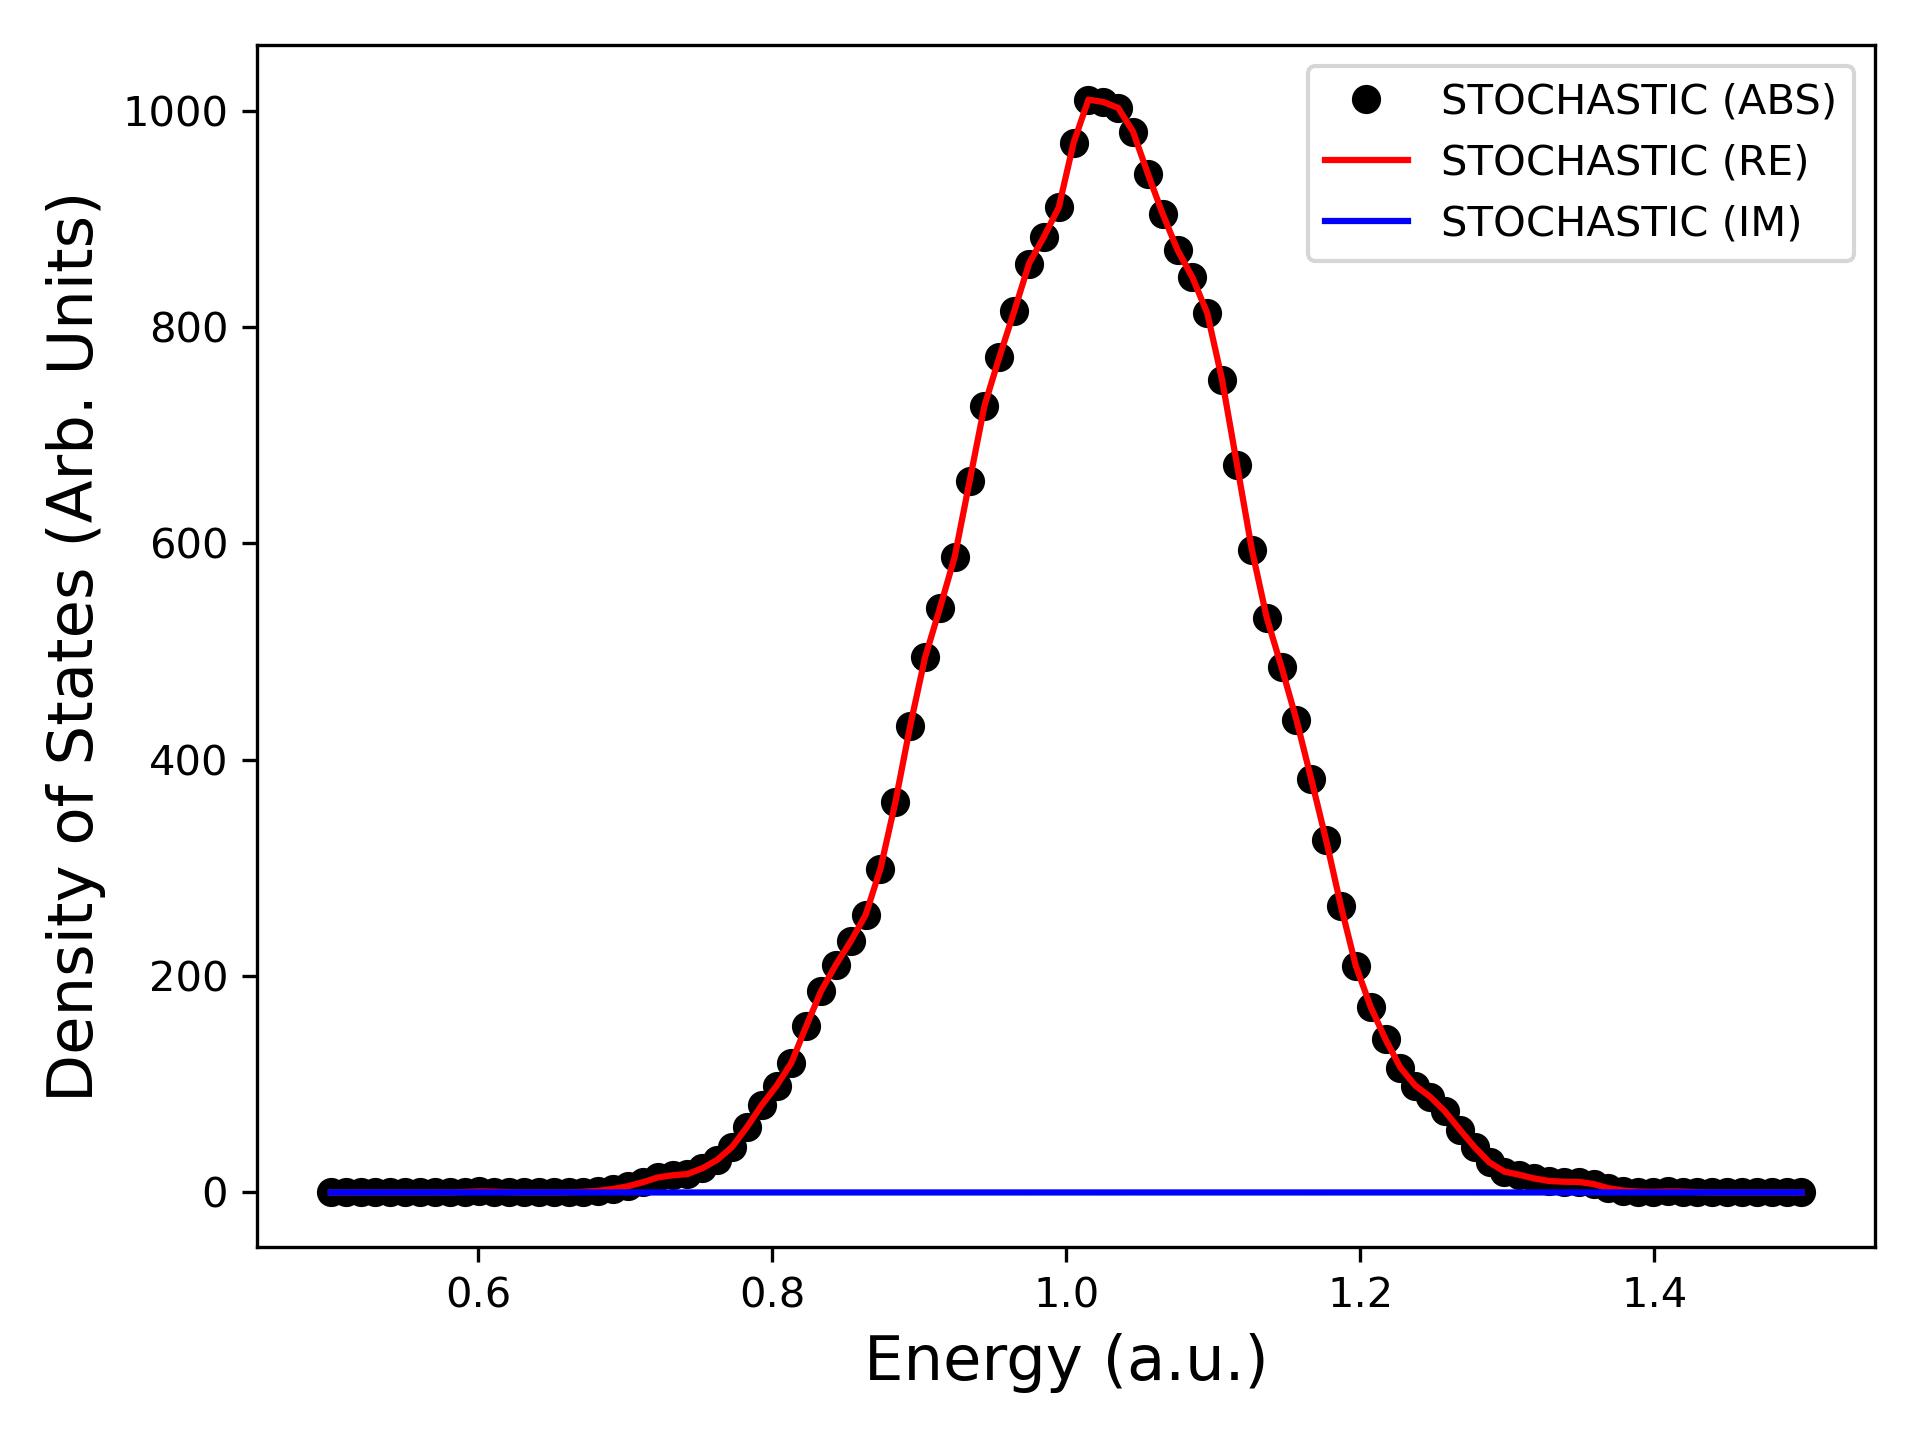 Density of States (Arb. Units)
1000
800
600
400
200
0
0.6
0.8
1.0
1.2
1.4
Energy (a.u.)
STOCHASTIC (ABS)
STOCHASTIC (RE)
STOCHASTIC (IM)